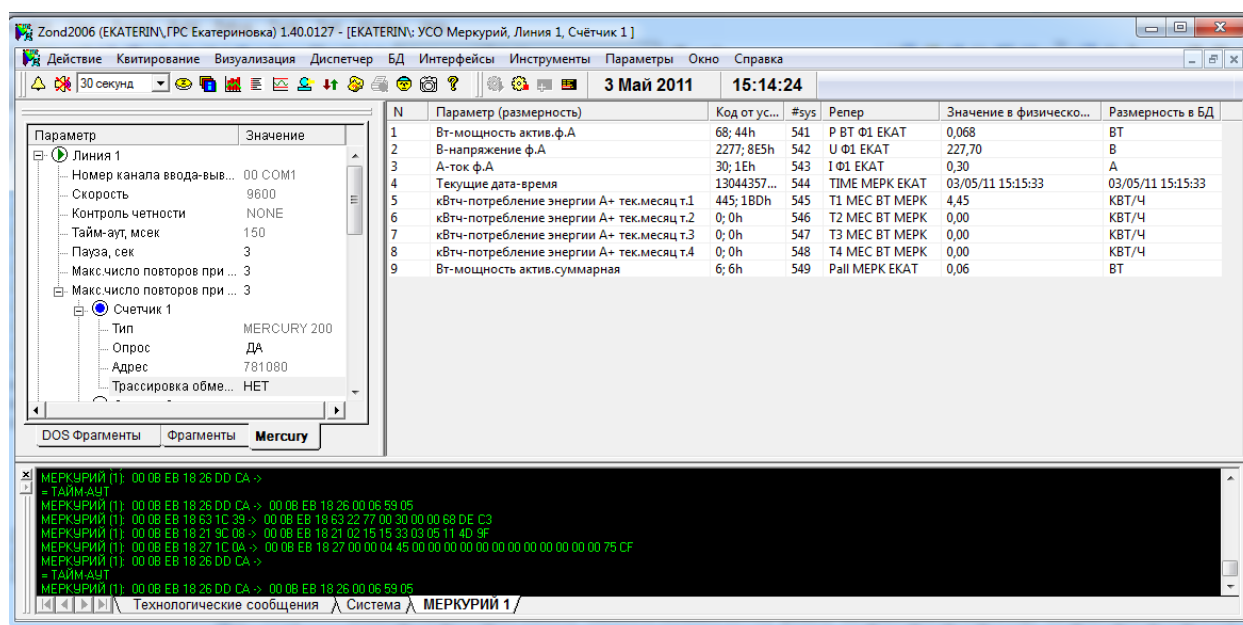 Zond2006 (EKATERIN\,ГРС Екатериновка) 1.40.0127 - [EKATERIN\: УСО Меркурий, Линия 1, Счётчик 1 ]
Действие Квитирование Визуализация Диспетчер БД Интерфейсы Инструменты Параметры Окно Справка
30 секунд 3 Май 2011 15:14:24
Параметр Значение
Линия 1
Номер канала ввода-выв... 00 COM1
Скорость 9600
Контроль четности NONE
Тайм-аут, мсек 150
Пауза, сек 3
Макс.число повторов при ... 3
Макс.число повторов при ... 3
Счетчик 1
Тип MERCURY 200
Опрос ДА
Адрес 781080
Трассировка обме... НЕТ
DOS Фрагменты Фрагменты Mercury
N Параметр (размерность) Код от ус... #sys Репер Значение в физическо... Размерность в БД
1 Вт-мощность актив.ф.А 68; 44h 541 P ВТ Ф1 ЕКАТ 0,068 ВТ
2 В-напряжение ф.А 2277; 8E5h 542 U Ф1 ЕКАТ 227,70 В
3 А-ток ф.А 30; 1Eh 543 I Ф1 ЕКАТ 0,30 А
4 Текущие дата-время 13044357... 544 TIME МЕРК ЕКАТ 03/05/11 15:15:33 03/05/11 15:15:33
5 кВтч-потребление энергии А+ тек.месяц т.1 445; 1BDh 545 T1 МЕС ВТ МЕРК 4,45 КВТ/Ч
6 кВтч-потребление энергии А+ тек.месяц т.2 0; 0h 546 T2 МЕС ВТ МЕРК 0,00 КВТ/Ч
7 кВтч-потребление энергии А+ тек.месяц т.3 0; 0h 547 T3 МЕС ВТ МЕРК 0,00 КВТ/Ч
8 кВтч-потребление энергии А+ тек.месяц т.4 0; 0h 548 T4 МЕС ВТ МЕРК 0,00 КВТ/Ч
9 Вт-мощность актив.суммарная 6; 6h 549 Pall МЕРК ЕКАТ 0,06 ВТ
МЕРКУРИЙ (1): 00 0B EB 18 26 DD CA ->
= ТАЙМ-АУТ
МЕРКУРИЙ (1): 00 0B EB 18 26 DD CA -> 00 0B EB 18 26 00 06 59 05
МЕРКУРИЙ (1): 00 0B EB 18 63 1C 39 -> 00 0B EB 18 63 22 77 00 30 00 00 68 DE C3
МЕРКУРИЙ (1): 00 0B EB 18 21 9C 08 -> 00 0B EB 18 21 02 15 15 33 03 05 11 4D 9F
МЕРКУРИЙ (1): 00 0B EB 18 27 1C 0A -> 00 0B EB 18 27 00 00 04 45 00 00 00 00 00 00 00 00 00 00 00 00 75 CF
МЕРКУРИЙ (1): 00 0B EB 18 26 DD CA ->
= ТАЙМ-АУТ
МЕРКУРИЙ (1): 00 0B EB 18 26 DD CA -> 00 0B EB 18 26 00 06 59 05
Технологические сообщения Система МЕРКУРИЙ 1